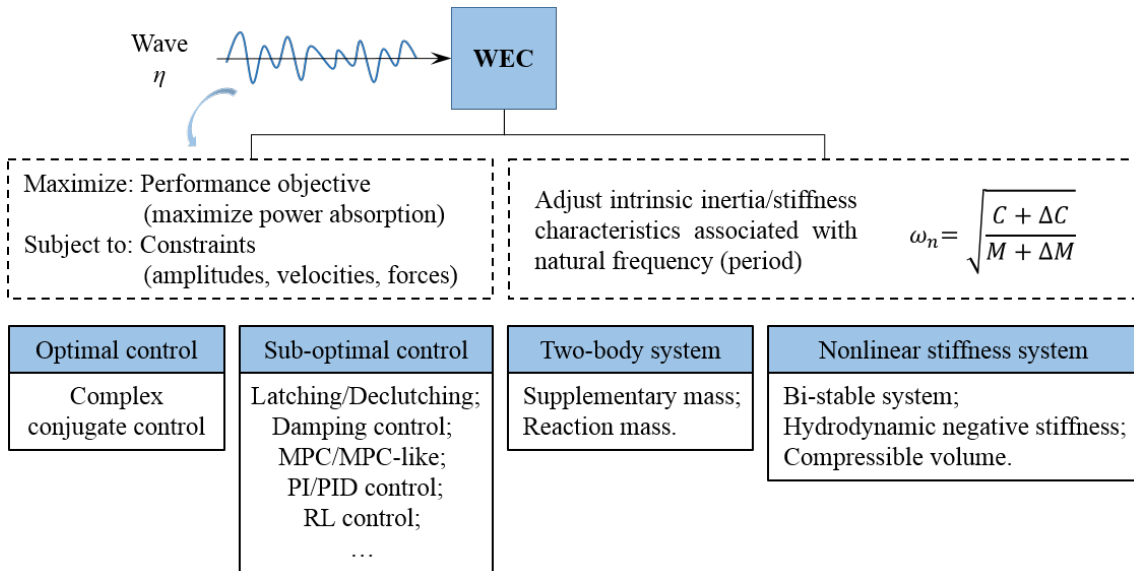 Wave
η
WEC
Maximize: Performance objective
(maximize power absorption)
Subject to: Constraints
(amplitudes, velocities, forces)
Adjust intrinsic inertia/stiffness
characteristics associated with
natural frequency (period)
ω_n = √((C + ΔC)/(M + ΔM))
Optimal control
Complex
conjugate control
Sub-optimal control
Latching/Declutching;
Damping control;
MPC/MPC-like;
PI/PID control;
RL control;
…
Two-body system
Supplementary mass;
Reaction mass.
Nonlinear stiffness system
Bi-stable system;
Hydrodynamic negative stiffness;
Compressible volume.